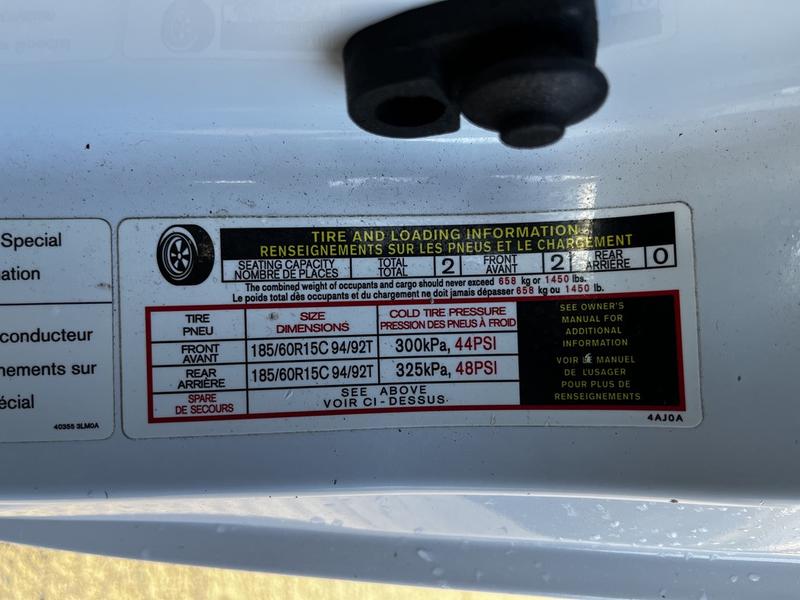 Special
ation
conducteur
nements sur
écial
40355 3LM0A
TIRE AND LOADING INFORMATION
RENSEIGNEMENTS SUR LES PNEUS ET LE CHARGEMENT
SEATING CAPACITY TOTAL 2 FRONT 2 REAR 0
NOMBRE DE PLACES TOTAL AVANT ARRIÈRE
The combined weight of occupants and cargo should never exceed 658 kg or 1450 lbs.
Le poids total dès occupants et du chargement ne doit jamais dépasser 658 kg ou 1450 lb.
TIRE SIZE COLD TIRE PRESSURE
PNEU DIMENSIONS PRESSION DES PNEUS À FROID
FRONT 185/60R15C 94/92T 300kPa, 44PSI
AVANT
REAR 185/60R15C 94/92T 325kPa, 48PSI
ARRIÈRE
SPARE SEE ABOVE
DE SECOURS VOIR CI-DESSUS
SEE OWNER'S
MANUAL FOR
ADDITIONAL
INFORMATION
VOIR LE MANUEL
DE L'USAGER
POUR PLUS DE
RENSEIGNEMENTS
4AJ0A